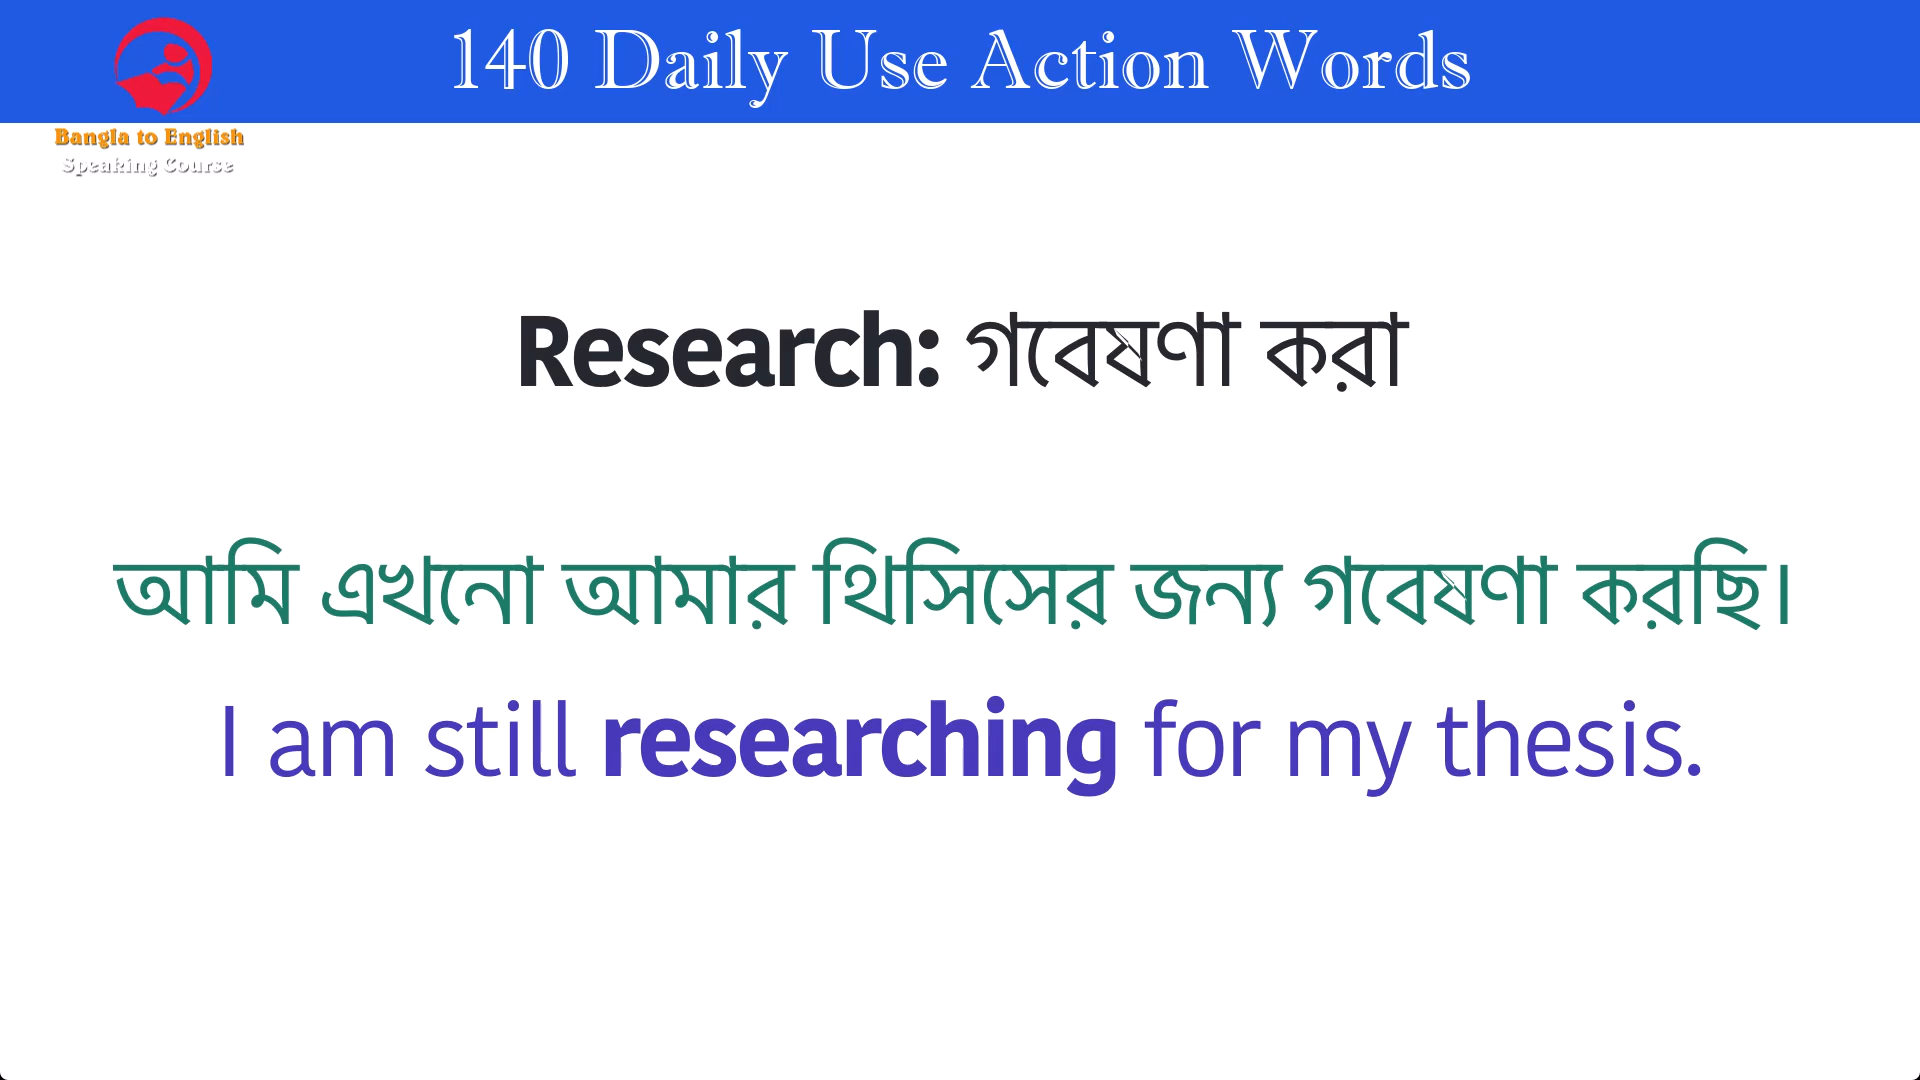 140 Daily Use Action Words
Bangla to English
Speaking Course
Research: গবেষণা করা
আমি এখনো আমার থিসিসের জন্য গবেষণা করছি।
I am still researching for my thesis.